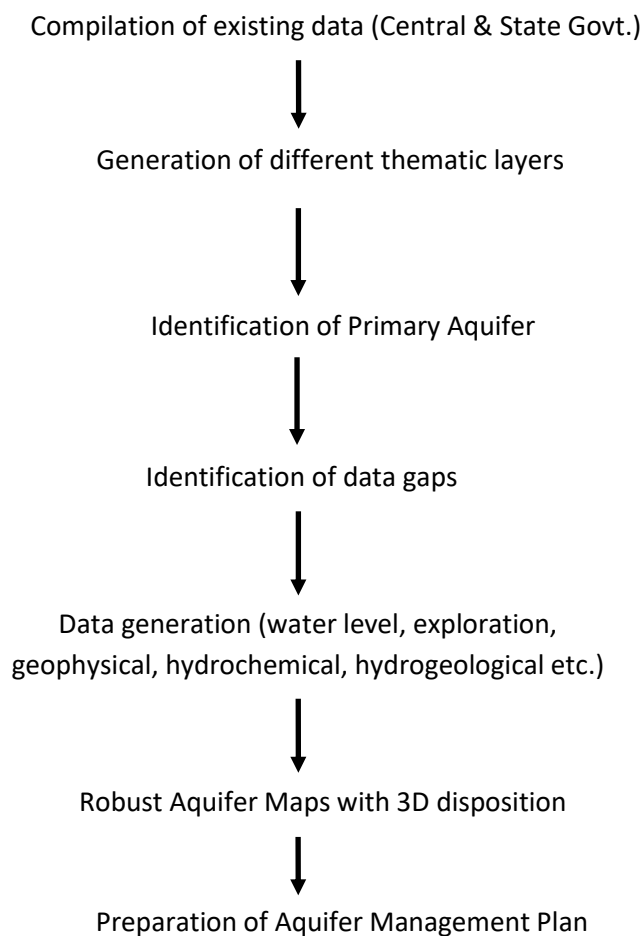 Compilation of existing data (Central & State Govt.)
Generation of different thematic layers
Identification of Primary Aquifer
Identification of data gaps
Data generation (water level, exploration,
geophysical, hydrochemical, hydrogeological etc.)
Robust Aquifer Maps with 3D disposition
Preparation of Aquifer Management Plan